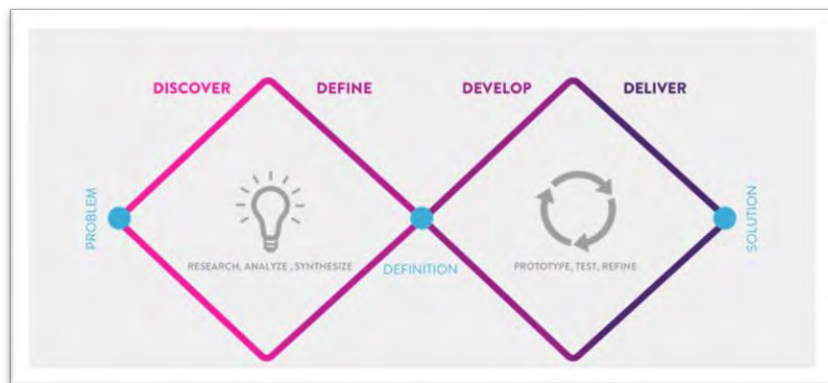 DISCOVER
DEFINE
DEVELOP
DELIVER
PROBLEM
RESEARCH, ANALYZE , SYNTHESIZE
DEFINITION
PROTOTYPE, TEST, REFINE
SOLUTION